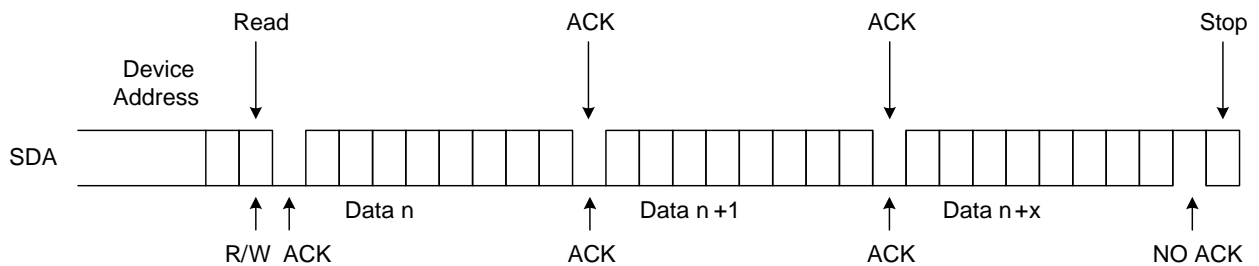 Read ACK ACK Stop
Device
Address
SDA
Data n Data n+1 Data n+x
R/W ACK ACK ACK NO ACK